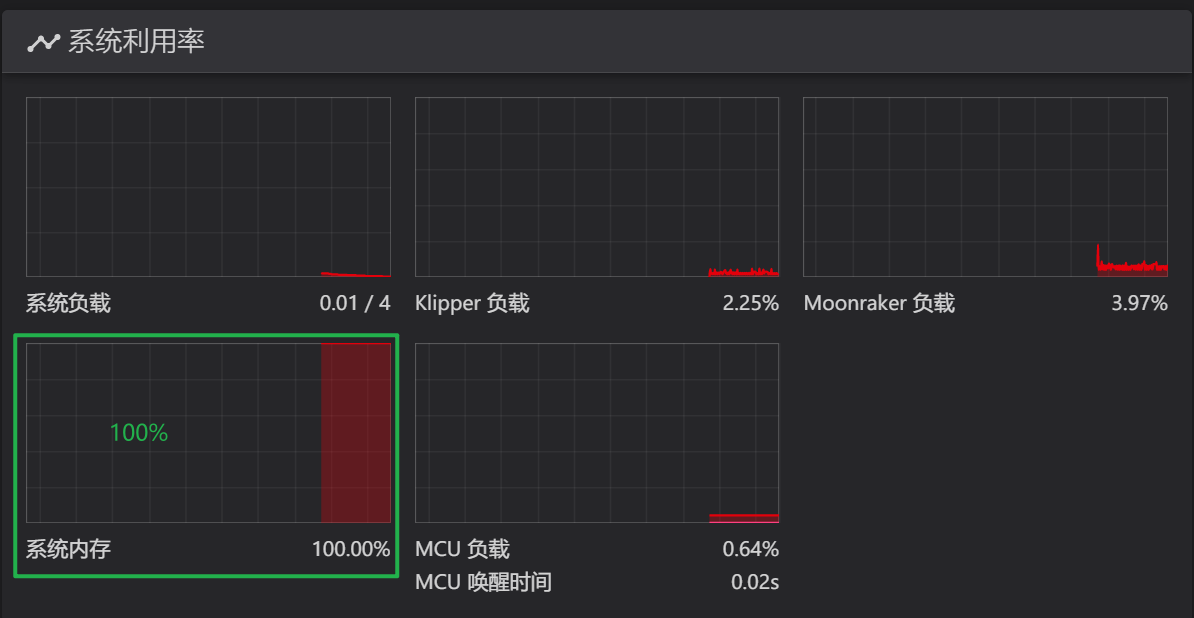 系统利用率
系统负载 0.01 / 4
Klipper 负载 2.25%
Moonraker 负载 3.97%
100%
系统内存 100.00%
MCU 负载 0.64%
MCU 唤醒时间 0.02s